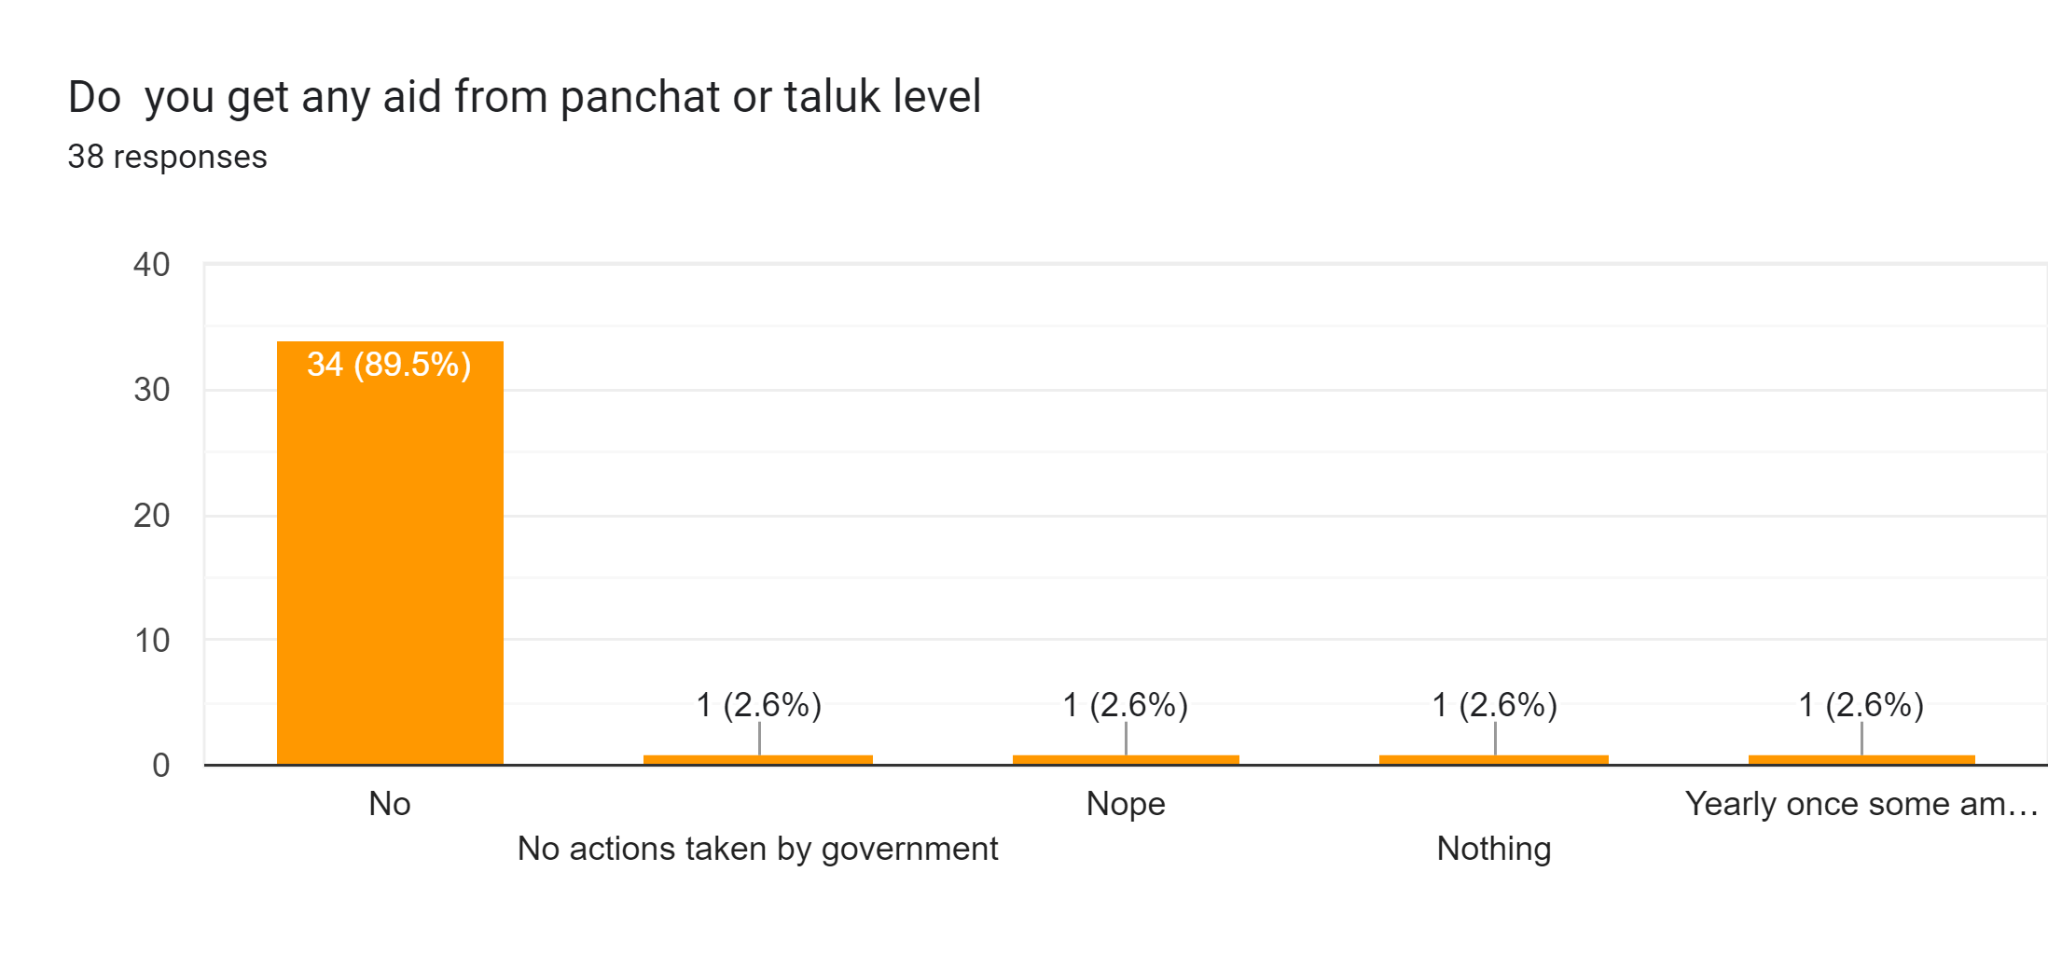 Do  you get any aid from panchat or taluk level
38 responses
40
30
20
10
0
34 (89.5%)
1 (2.6%)
1 (2.6%)
1 (2.6%)
1 (2.6%)
No
No actions taken by government
Nope
Nothing
Yearly once some am…